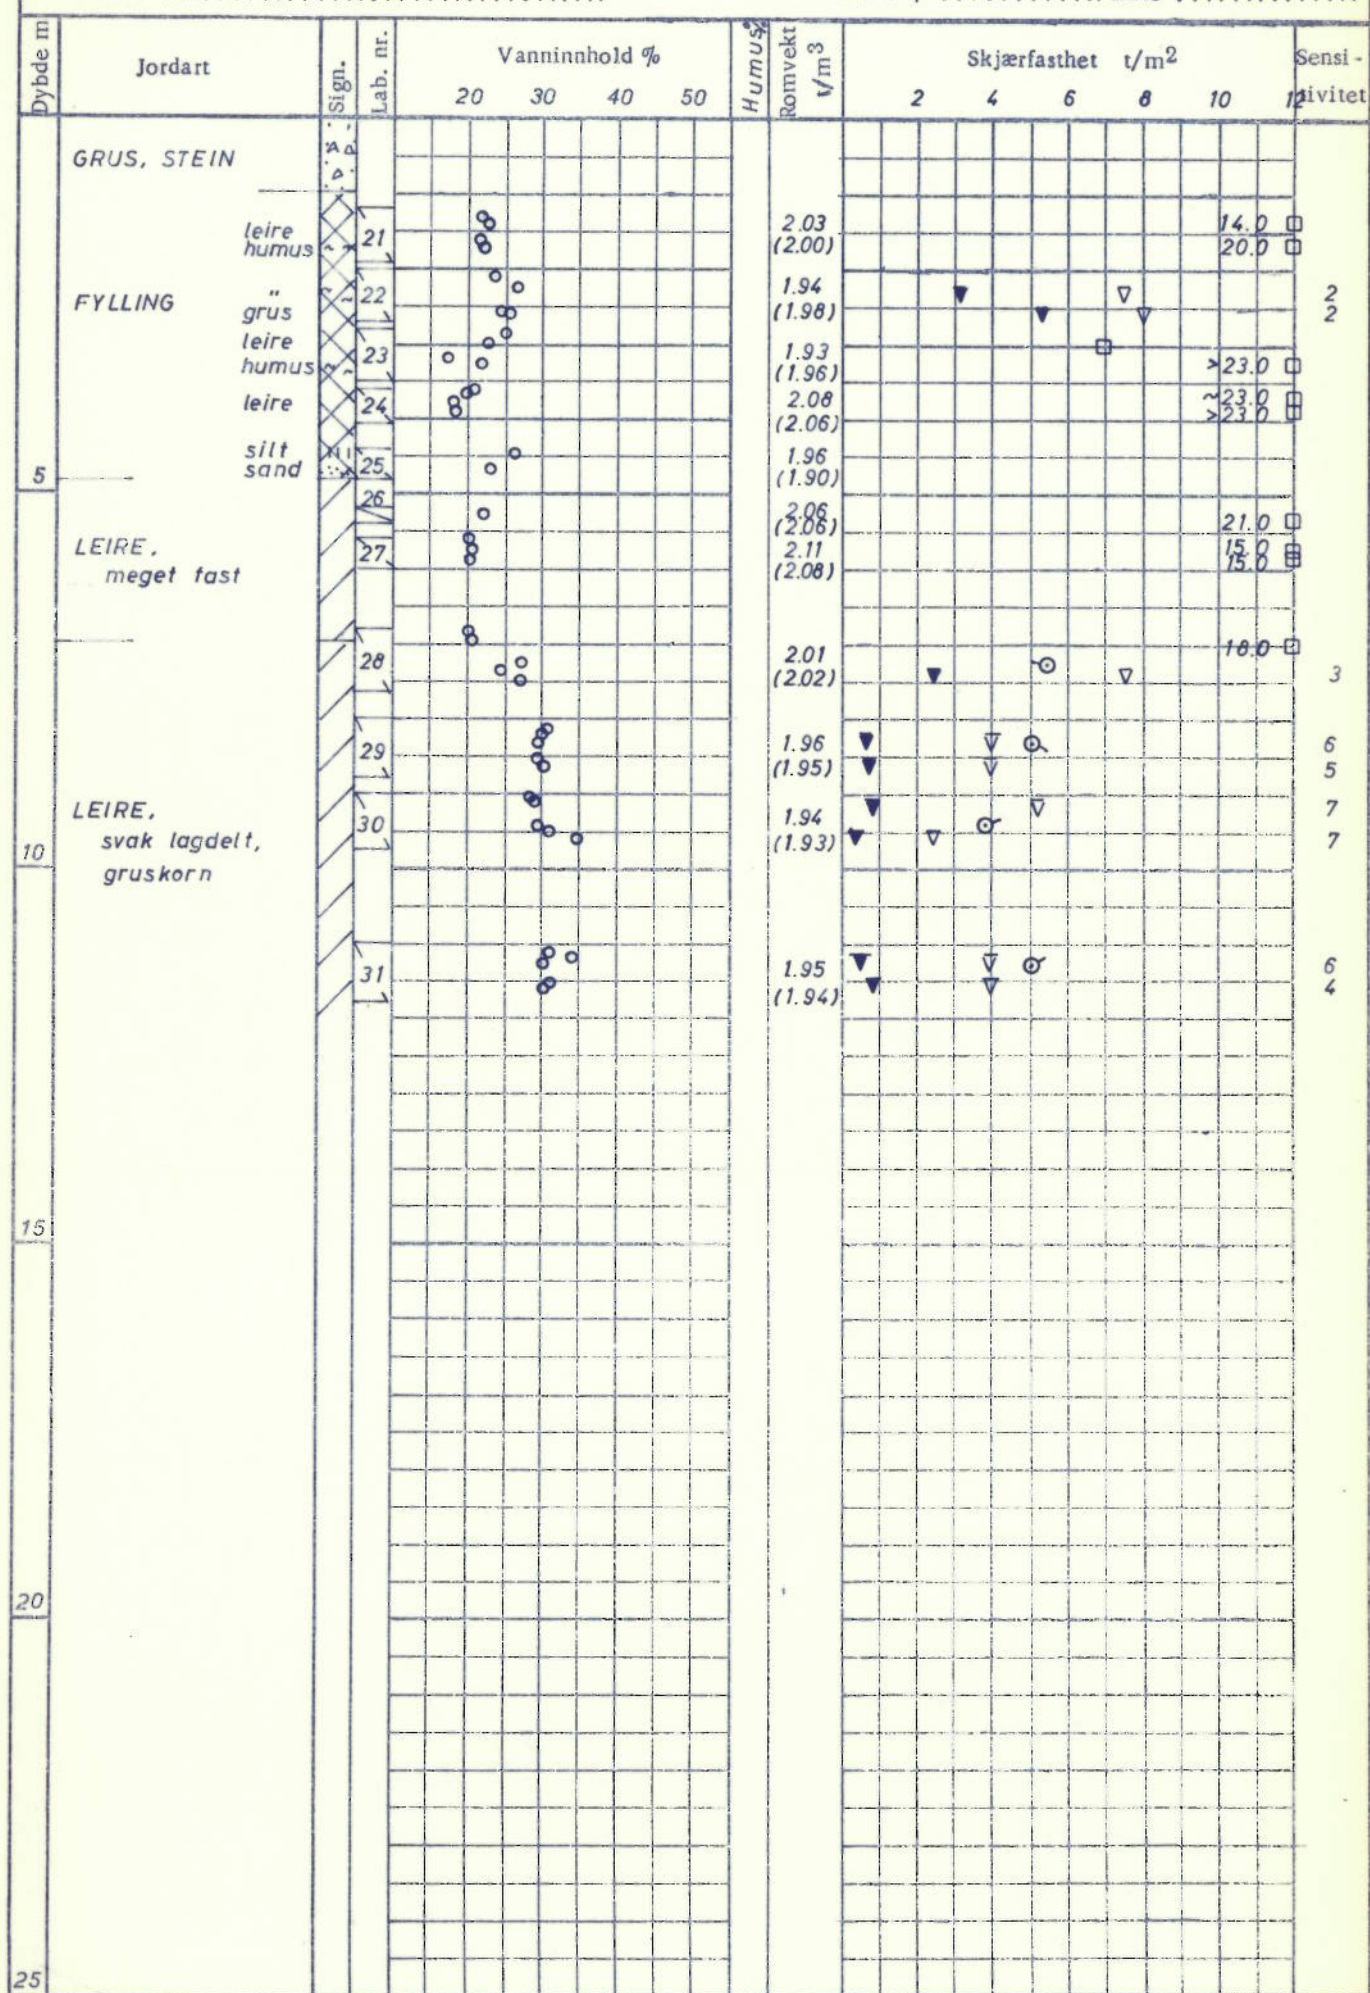 Dybde m
Jordart
Sign.
Lab. nr.
Vanninnhold %
20 30 40 50
Humus%
Romvekt t/m³
Skjærfasthet t/m²
2 4 6 8 10 12
Sensi-
tivitet
GRUS, STEIN
leire 21 2.03 14.0
humus (2.00) 20.0
FYLLING " 22 1.94 2
grus (1.98) 2
leire 23 1.93
humus (1.96) >23.0
leire 24 2.08 ~23.0
(2.06) >23.0
silt 1.96
sand 25 (1.90)
5
26 2.06
(2.06) 21.0
LEIRE, 27 2.11 15.0
meget fast (2.08) 15.0
28 2.01 18.0
(2.02) 3
29 1.96 6
(1.95) 5
LEIRE, 30 1.94 7
svak lagdelt, (1.93) 7
10
gruskorn
31 1.95 6
(1.94) 4
15
20
25